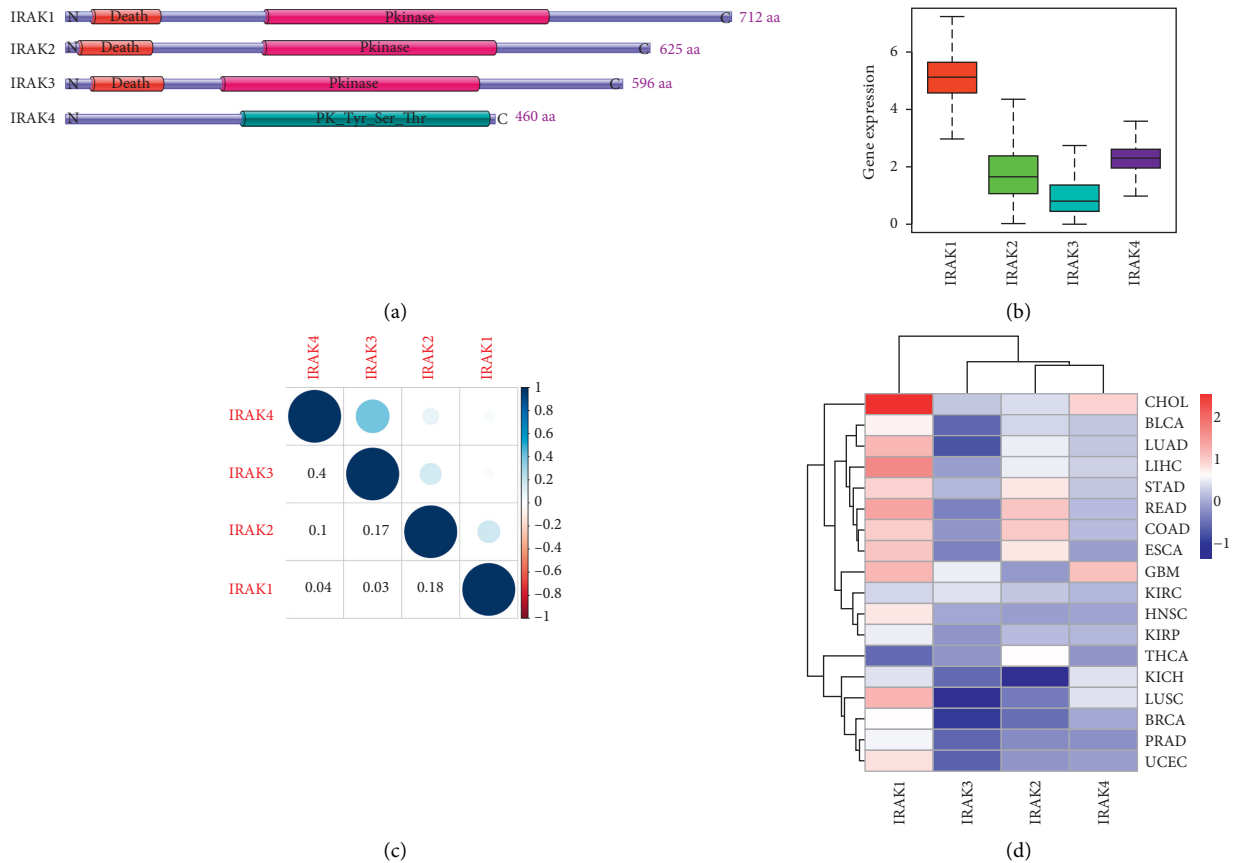 IRAK1 N Death Pkinase C 712 aa
IRAK2 N Death Pkinase C 625 aa
IRAK3 N Death Pkinase C 596 aa
IRAK4 N PK_Tyr_Ser_Thr C 460 aa
(a)
Gene expression
6
4
2
0
IRAK1 IRAK2 IRAK3 IRAK4
(b)
IRAK4 IRAK3 IRAK2 IRAK1
IRAK4
IRAK3 0.4
IRAK2 0.1 0.17
IRAK1 0.04 0.03 0.18
1
0.8
0.6
0.4
0.2
0
−0.2
−0.4
−0.6
−0.8
−1
(c)
CHOL
BLCA
LUAD
LIHC
STAD
READ
COAD
ESCA
GBM
KIRC
HNSC
KIRP
THCA
KICH
LUSC
BRCA
PRAD
UCEC
IRAK1 IRAK3 IRAK2 IRAK4
2
1
0
−1
(d)